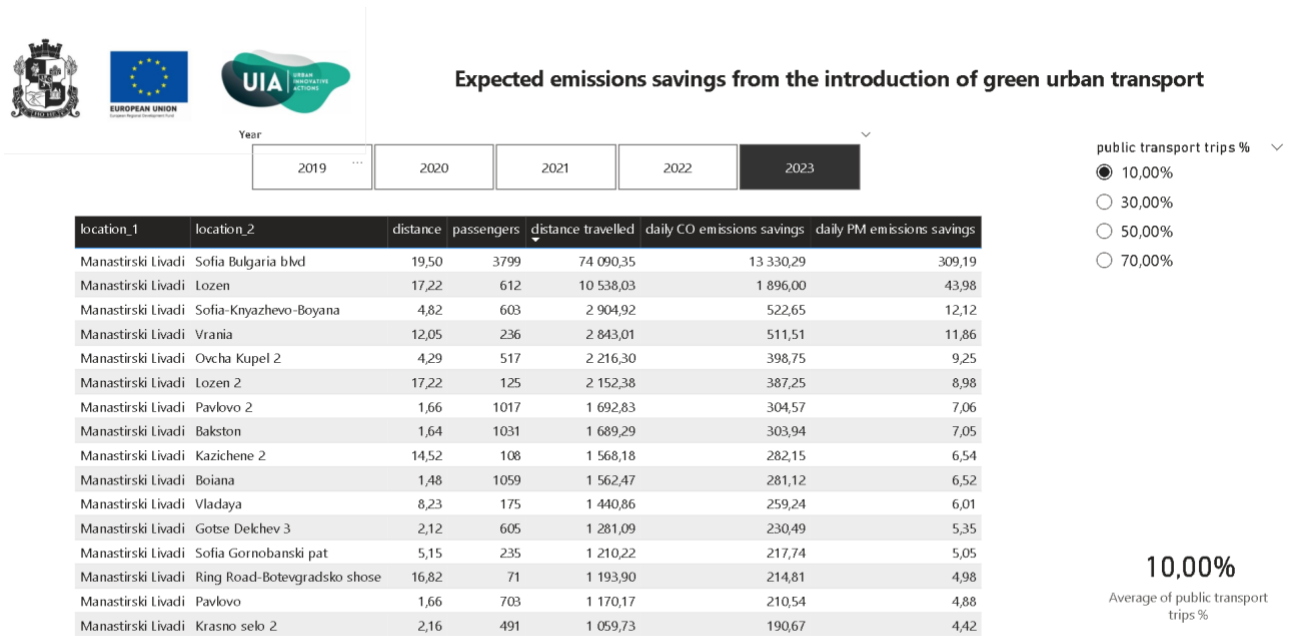 UIA URBAN INNOVATIVE ACTIONS
EUROPEAN UNION
European Regional Development Fund
Expected emissions savings from the introduction of green urban transport
Year
2019 ... 2020 2021 2022 2023
public transport trips %
10,00%
30,00%
50,00%
70,00%
location_1 location_2 distance passengers distance travelled daily CO emissions savings daily PM emissions savings
Manastirski Livadi Sofia Bulgaria blvd 19,50 3799 74 090,35 13 330,29 309,19
Manastirski Livadi Lozen 17,22 612 10 538,03 1 896,00 43,98
Manastirski Livadi Sofia-Knyazhevo-Boyana 4,82 603 2 904,92 522,65 12,12
Manastirski Livadi Vrania 12,05 236 2 843,01 511,51 11,86
Manastirski Livadi Ovcha Kupel 2 4,29 517 2 216,30 398,75 9,25
Manastirski Livadi Lozen 2 17,22 125 2 152,38 387,25 8,98
Manastirski Livadi Pavlovo 2 1,66 1017 1 692,83 304,57 7,06
Manastirski Livadi Bakston 1,64 1031 1 689,29 303,94 7,05
Manastirski Livadi Kazichene 2 14,52 108 1 568,18 282,15 6,54
Manastirski Livadi Boiana 1,48 1059 1 562,47 281,12 6,52
Manastirski Livadi Vladaya 8,23 175 1 440,86 259,24 6,01
Manastirski Livadi Gotse Delchev 3 2,12 605 1 281,09 230,49 5,35
Manastirski Livadi Sofia Gornobanski pat 5,15 235 1 210,22 217,74 5,05
Manastirski Livadi Ring Road-Botevgradsko shose 16,82 71 1 193,90 214,81 4,98
Manastirski Livadi Pavlovo 1,66 703 1 170,17 210,54 4,88
Manastirski Livadi Krasno selo 2 2,16 491 1 059,73 190,67 4,42
10,00%
Average of public transport
trips %